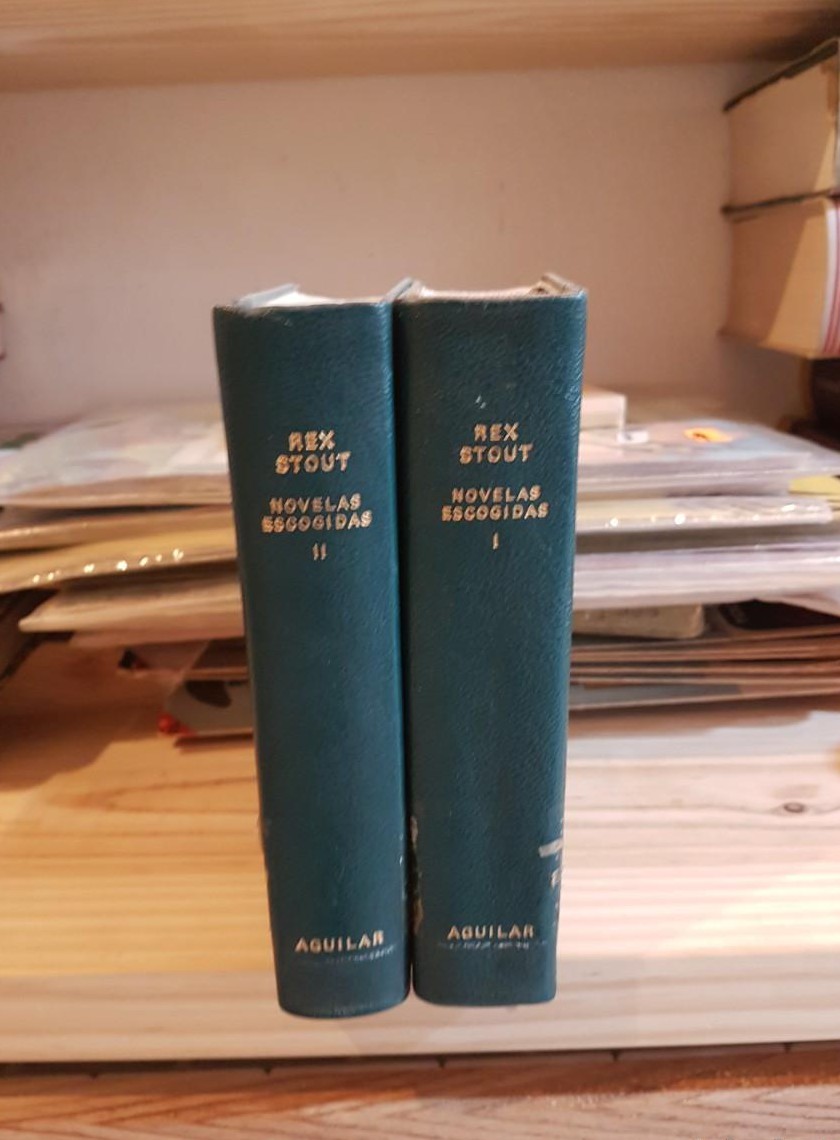 REX
STOUT
NOVELAS
ESCOGIDAS
II
AGUILAR
REX
STOUT
NOVELAS
ESCOGIDAS
I
AGUILAR